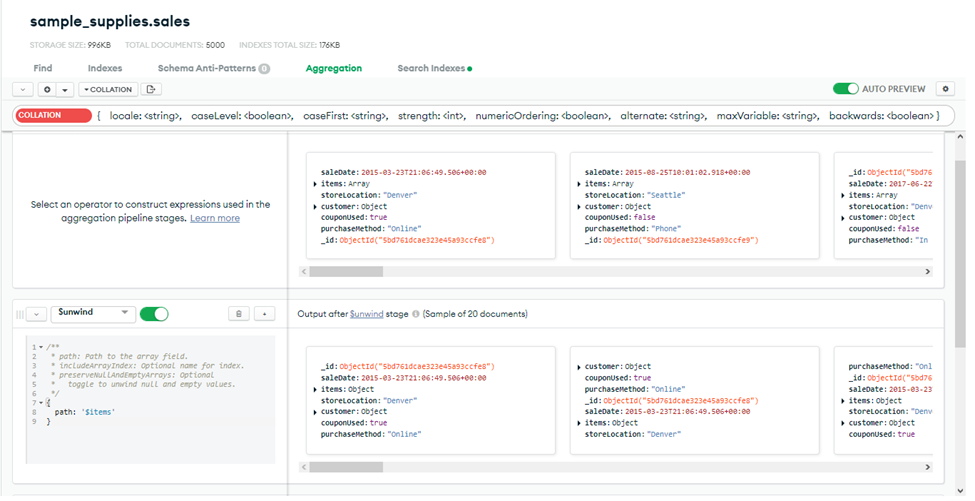 sample_supplies.sales
STORAGE SIZE: 996KB TOTAL DOCUMENTS: 5000 INDEXES TOTAL SIZE: 176KB
Find Indexes Schema Anti-Patterns 0 Aggregation Search Indexes
COLLATION AUTO PREVIEW
COLLATION { locale: <string>, caseLevel: <boolean>, caseFirst: <string>, strength: <int>, numericOrdering: <boolean>, alternate: <string>, maxVariable: <string>, backwards: <boolean> }
Select an operator to construct expressions used in the
aggregation pipeline stages. Learn more
saleDate: 2015-03-23T21:06:49.506+00:00
items: Array
storeLocation: "Denver"
customer: Object
couponUsed: true
purchaseMethod: "Online"
_id: ObjectId("5bd761dcae323e45a93ccfe8")
saleDate: 2015-08-25T10:01:02.918+00:00
items: Array
storeLocation: "Seattle"
customer: Object
couponUsed: false
purchaseMethod: "Phone"
_id: ObjectId("5bd761dcae323e45a93ccfe9")
_id: ObjectId("5bd76
saleDate: 2017-06-22
items: Array
storeLocation: "Denv
customer: Object
couponUsed: false
purchaseMethod: "In
$unwind
Output after $unwind stage (Sample of 20 documents)
1 /**
2 * path: Path to the array field.
3 * includeArrayIndex: Optional name for index.
4 * preserveNullAndEmptyArrays: Optional
5 * toggle to unwind null and empty values.
6 */
7 {
8 path: '$items'
9 }
_id: ObjectId("5bd761dcae323e45a93ccfe8")
saleDate: 2015-03-23T21:06:49.506+00:00
items: Object
storeLocation: "Denver"
customer: Object
couponUsed: true
purchaseMethod: "Online"
customer: Object
couponUsed: true
purchaseMethod: "Online"
_id: ObjectId("5bd761dcae323e45a93ccfe8")
saleDate: 2015-03-23T21:06:49.506+00:00
items: Object
storeLocation: "Denver"
purchaseMethod: "Onl
_id: ObjectId("5bd76
saleDate: 2015-03-23
items: Object
storeLocation: "Denv
customer: Object
couponUsed: true